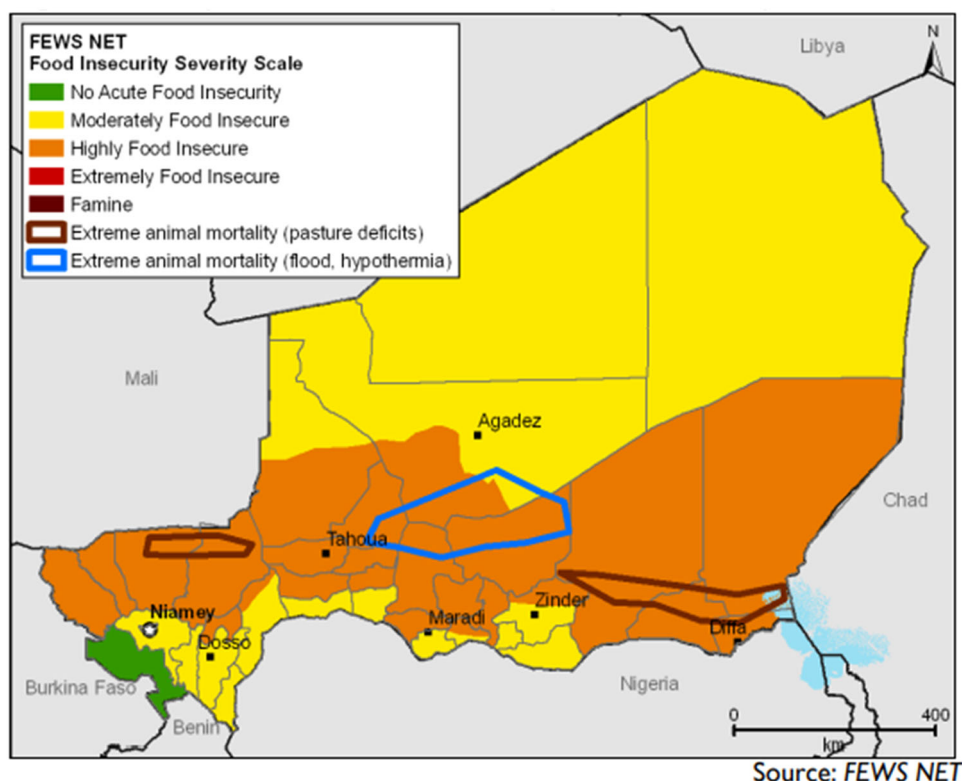 FEWS NET
Food Insecurity Severity Scale
No Acute Food Insecurity
Moderately Food Insecure
Highly Food Insecure
Extremely Food Insecure
Famine
Extreme animal mortality (pasture deficits)
Extreme animal mortality (flood, hypothermia)
Libya
N
Mali
Agadez
Chad
Tahoua
Niamey
Maradi
Zinder
Dosso
Diffa
Burkina Faso
Nigeria
Benin
0 400
km
Source: FEWS NET